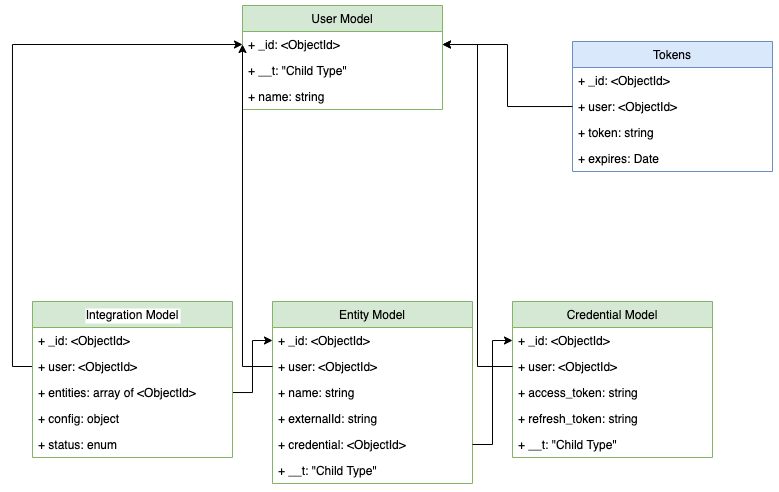 User Model
+ _id: <ObjectId>
+ __t: "Child Type"
+ name: string
Tokens
+ _id: <ObjectId>
+ user: <ObjectId>
+ token: string
+ expires: Date
Integration Model
+ _id: <ObjectId>
+ user: <ObjectId>
+ entities: array of <ObjectId>
+ config: object
+ status: enum
Entity Model
+ _id: <ObjectId>
+ user: <ObjectId>
+ name: string
+ externalId: string
+ credential: <ObjectId>
+ __t: "Child Type"
Credential Model
+ _id: <ObjectId>
+ user: <ObjectId>
+ access_token: string
+ refresh_token: string
+ __t: "Child Type"